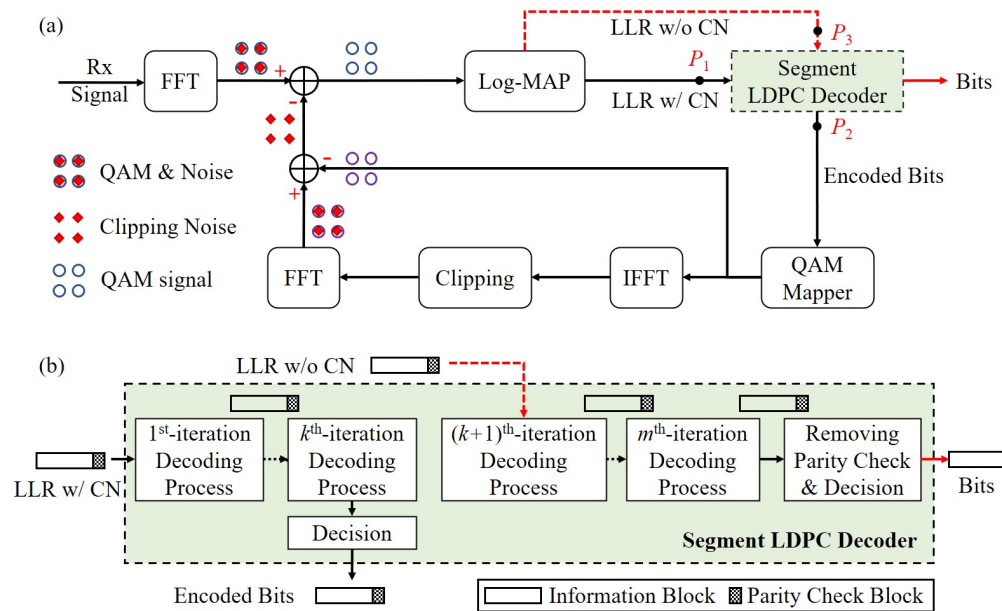 (a)
LLR w/o CN
P3
Rx
Signal
FFT
+
-
Log-MAP
P1
LLR w/ CN
Segment
LDPC Decoder
Bits
P2
-
+
QAM & Noise
Clipping Noise
QAM signal
Encoded Bits
FFT
Clipping
IFFT
QAM
Mapper
(b)
LLR w/o CN
LLR w/ CN
1st-iteration
Decoding
Process
kth-iteration
Decoding
Process
(k+1)th-iteration
Decoding
Process
mth-iteration
Decoding
Process
Removing
Parity Check
& Decision
Bits
Decision
Segment LDPC Decoder
Encoded Bits
Information Block
Parity Check Block